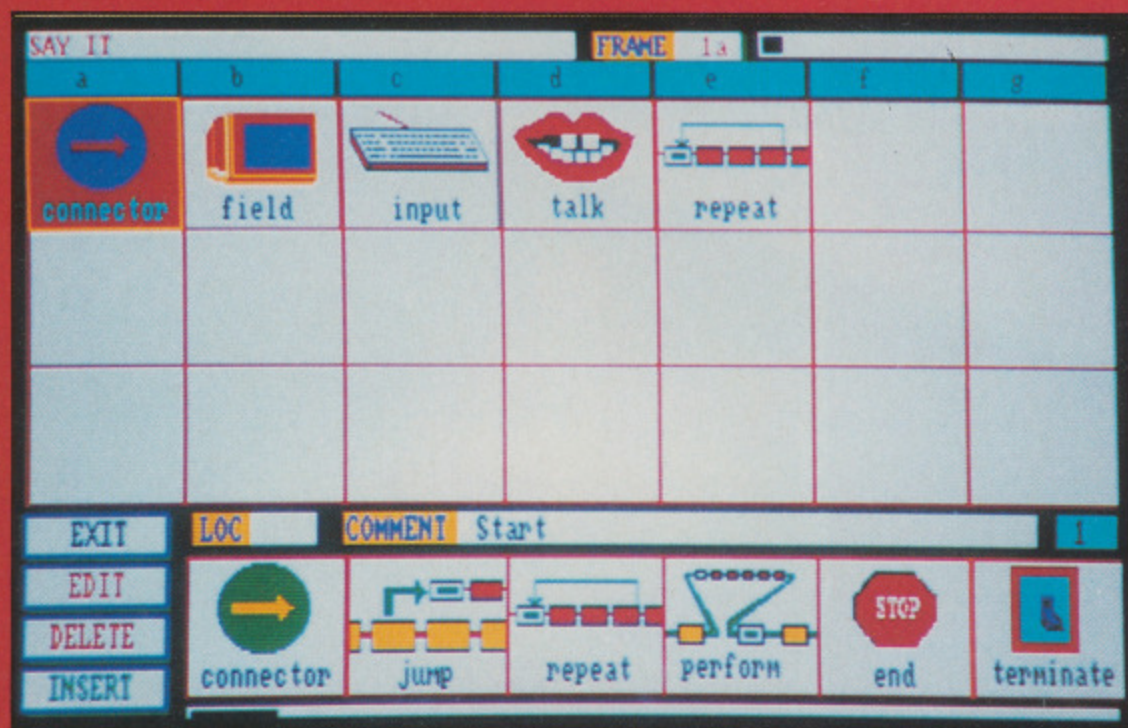 SAY IT FRAME 1a
a b c d e f g
connector field input talk repeat
EXIT LOC COMMENT Start 1
EDIT
DELETE
INSERT
STOP
connector jump repeat perform end terminate